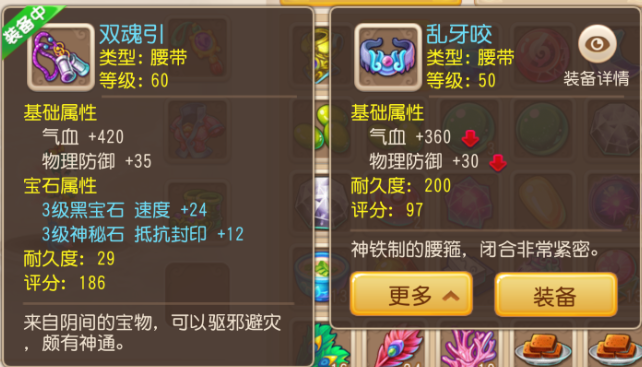 装备中
双魂引
类型: 腰带
等级: 60
基础属性
气血 +420
物理防御 +35
宝石属性
3级黑宝石 速度 +24
3级神秘石 抵抗封印 +12
耐久度: 29
评分: 186
来自阴间的宝物，可以驱邪避灾
，颇有神通。
乱牙咬
类型: 腰带
等级: 50
装备详情
基础属性
气血 +360
物理防御 +30
耐久度: 200
评分: 97
神铁制的腰箍，闭合非常紧密。
更多
装备